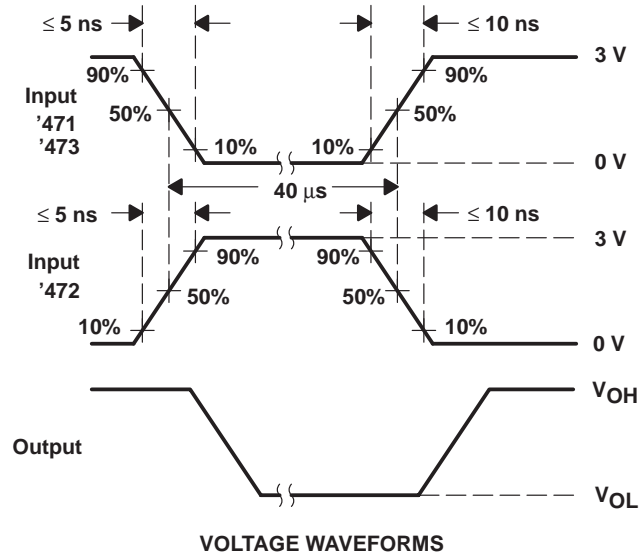 ≤ 5 ns
≤ 10 ns
3 V
90%
90%
Input
'471
'473
50%
50%
10%
10%
0 V
40 μs
≤ 5 ns
≤ 10 ns
3 V
Input
'472
90%
90%
50%
50%
10%
10%
0 V
VOH
Output
VOL
VOLTAGE WAVEFORMS